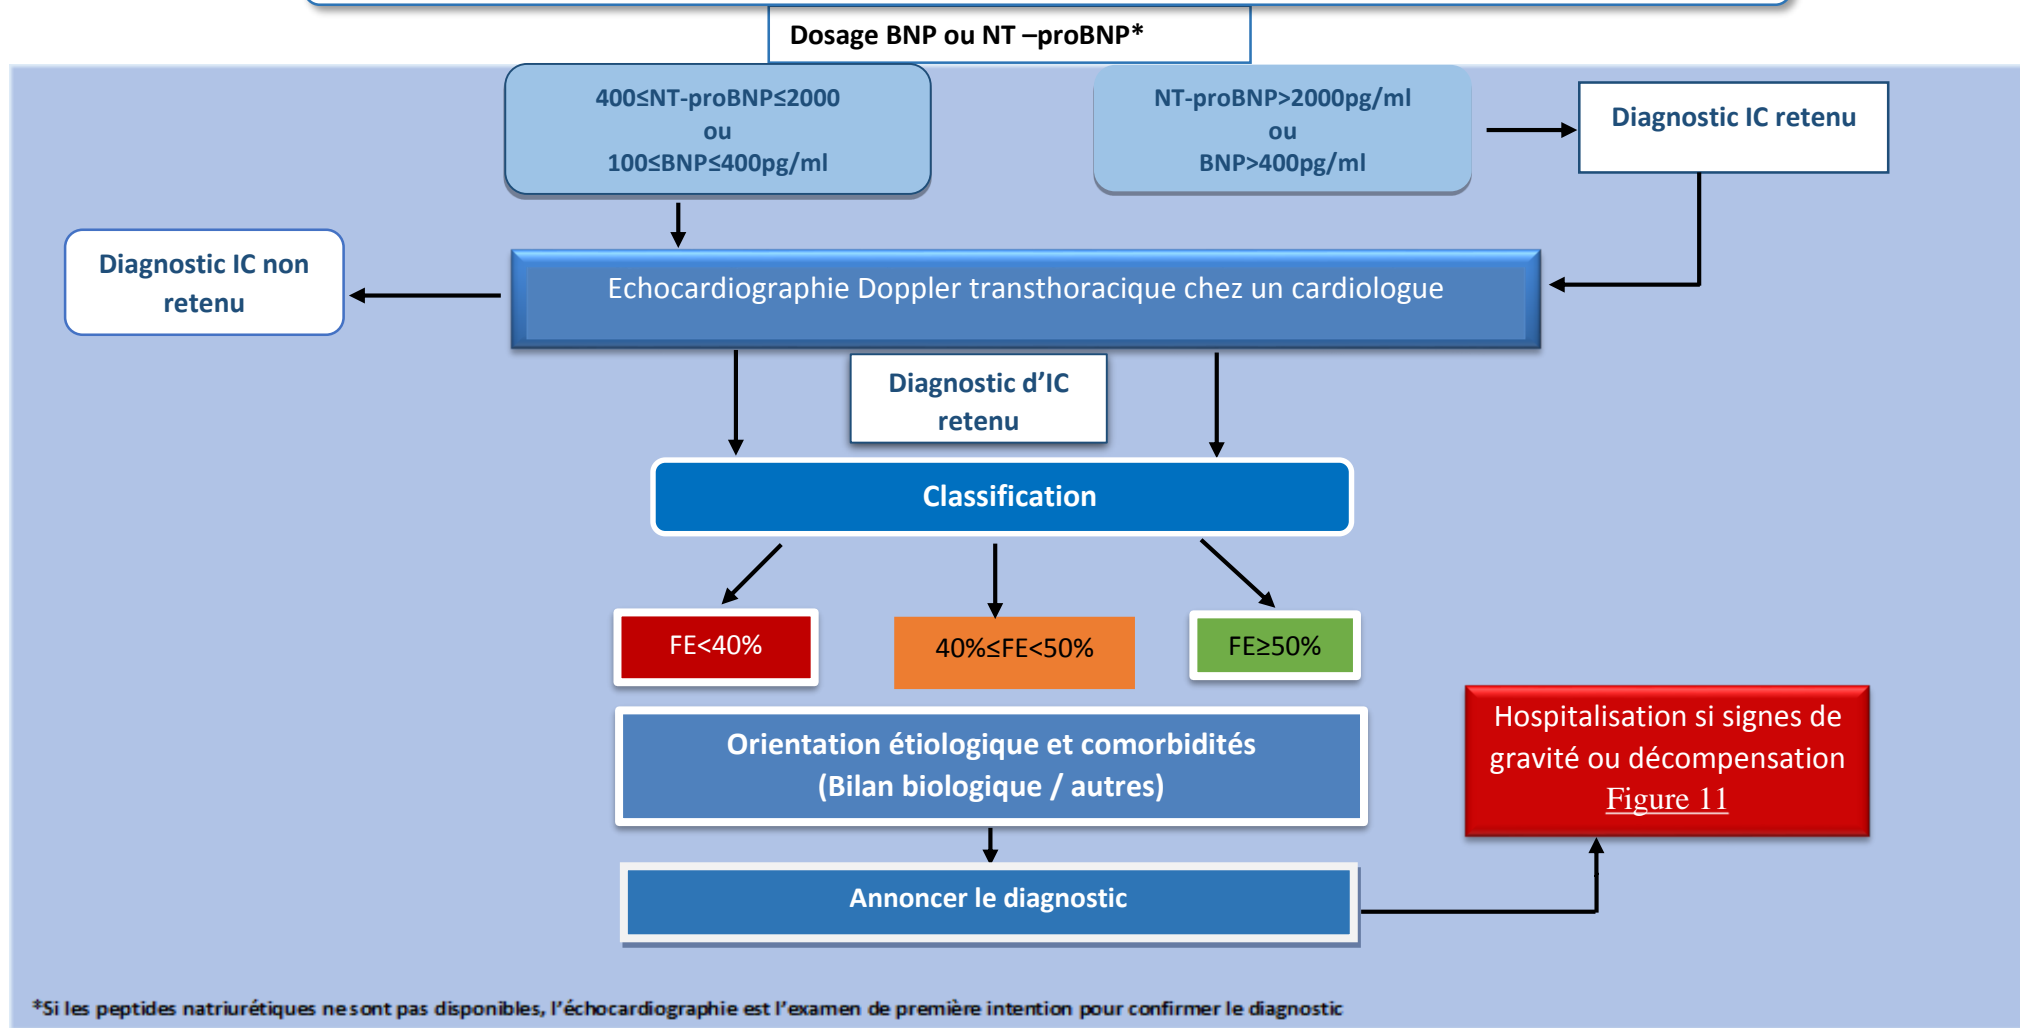 Dosage BNP ou NT –proBNP*
400≤NT-proBNP≤2000
ou
100≤BNP≤400pg/ml
NT-proBNP>2000pg/ml
ou
BNP>400pg/ml
Diagnostic IC retenu
Diagnostic IC non
retenu
Echocardiographie Doppler transthoracique chez un cardiologue
Diagnostic d’IC
retenu
Classification
FE<40%
40%≤FE<50%
FE≥50%
Orientation étiologique et comorbidités
(Bilan biologique / autres)
Hospitalisation si signes de
gravité ou décompensation
Figure 11
Annoncer le diagnostic
*Si les peptides natriurétiques ne sont pas disponibles, l’échocardiographie est l’examen de première intention pour confirmer le diagnostic